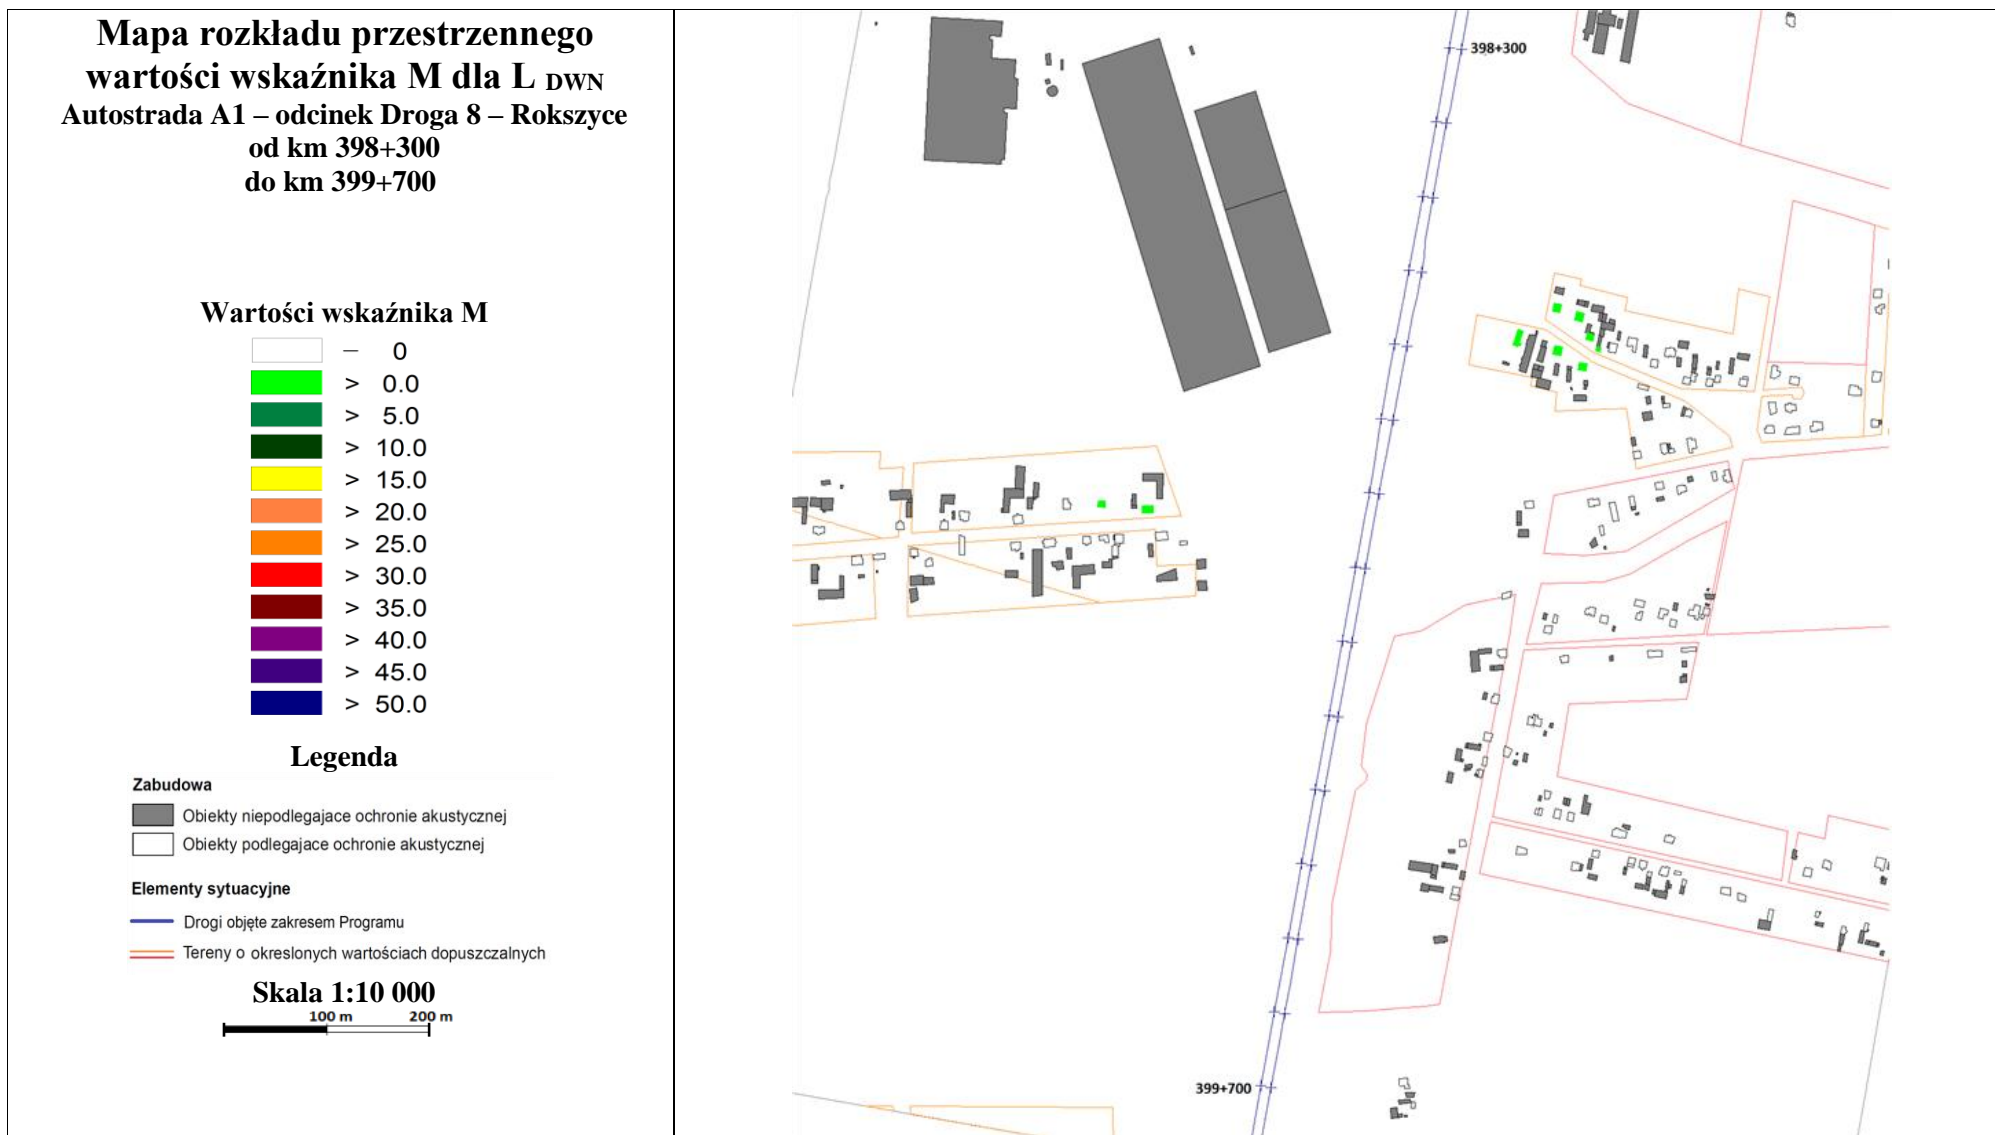 Mapa rozkładu przestrzennego
wartości wskaźnika M dla L DWN
Autostrada A1 – odcinek Droga 8 – Rokszyce
od km 398+300
do km 399+700
Wartości wskaźnika M
– 0
> 0.0
> 5.0
> 10.0
> 15.0
> 20.0
> 25.0
> 30.0
> 35.0
> 40.0
> 45.0
> 50.0
Legenda
Zabudowa
Obiekty niepodlegajace ochronie akustycznej
Obiekty podlegajace ochronie akustycznej
Elementy sytuacyjne
Drogi objęte zakresem Programu
Tereny o okreslonych wartościach dopuszczalnych
Skala 1:10 000
100 m 200 m
398+300
399+700